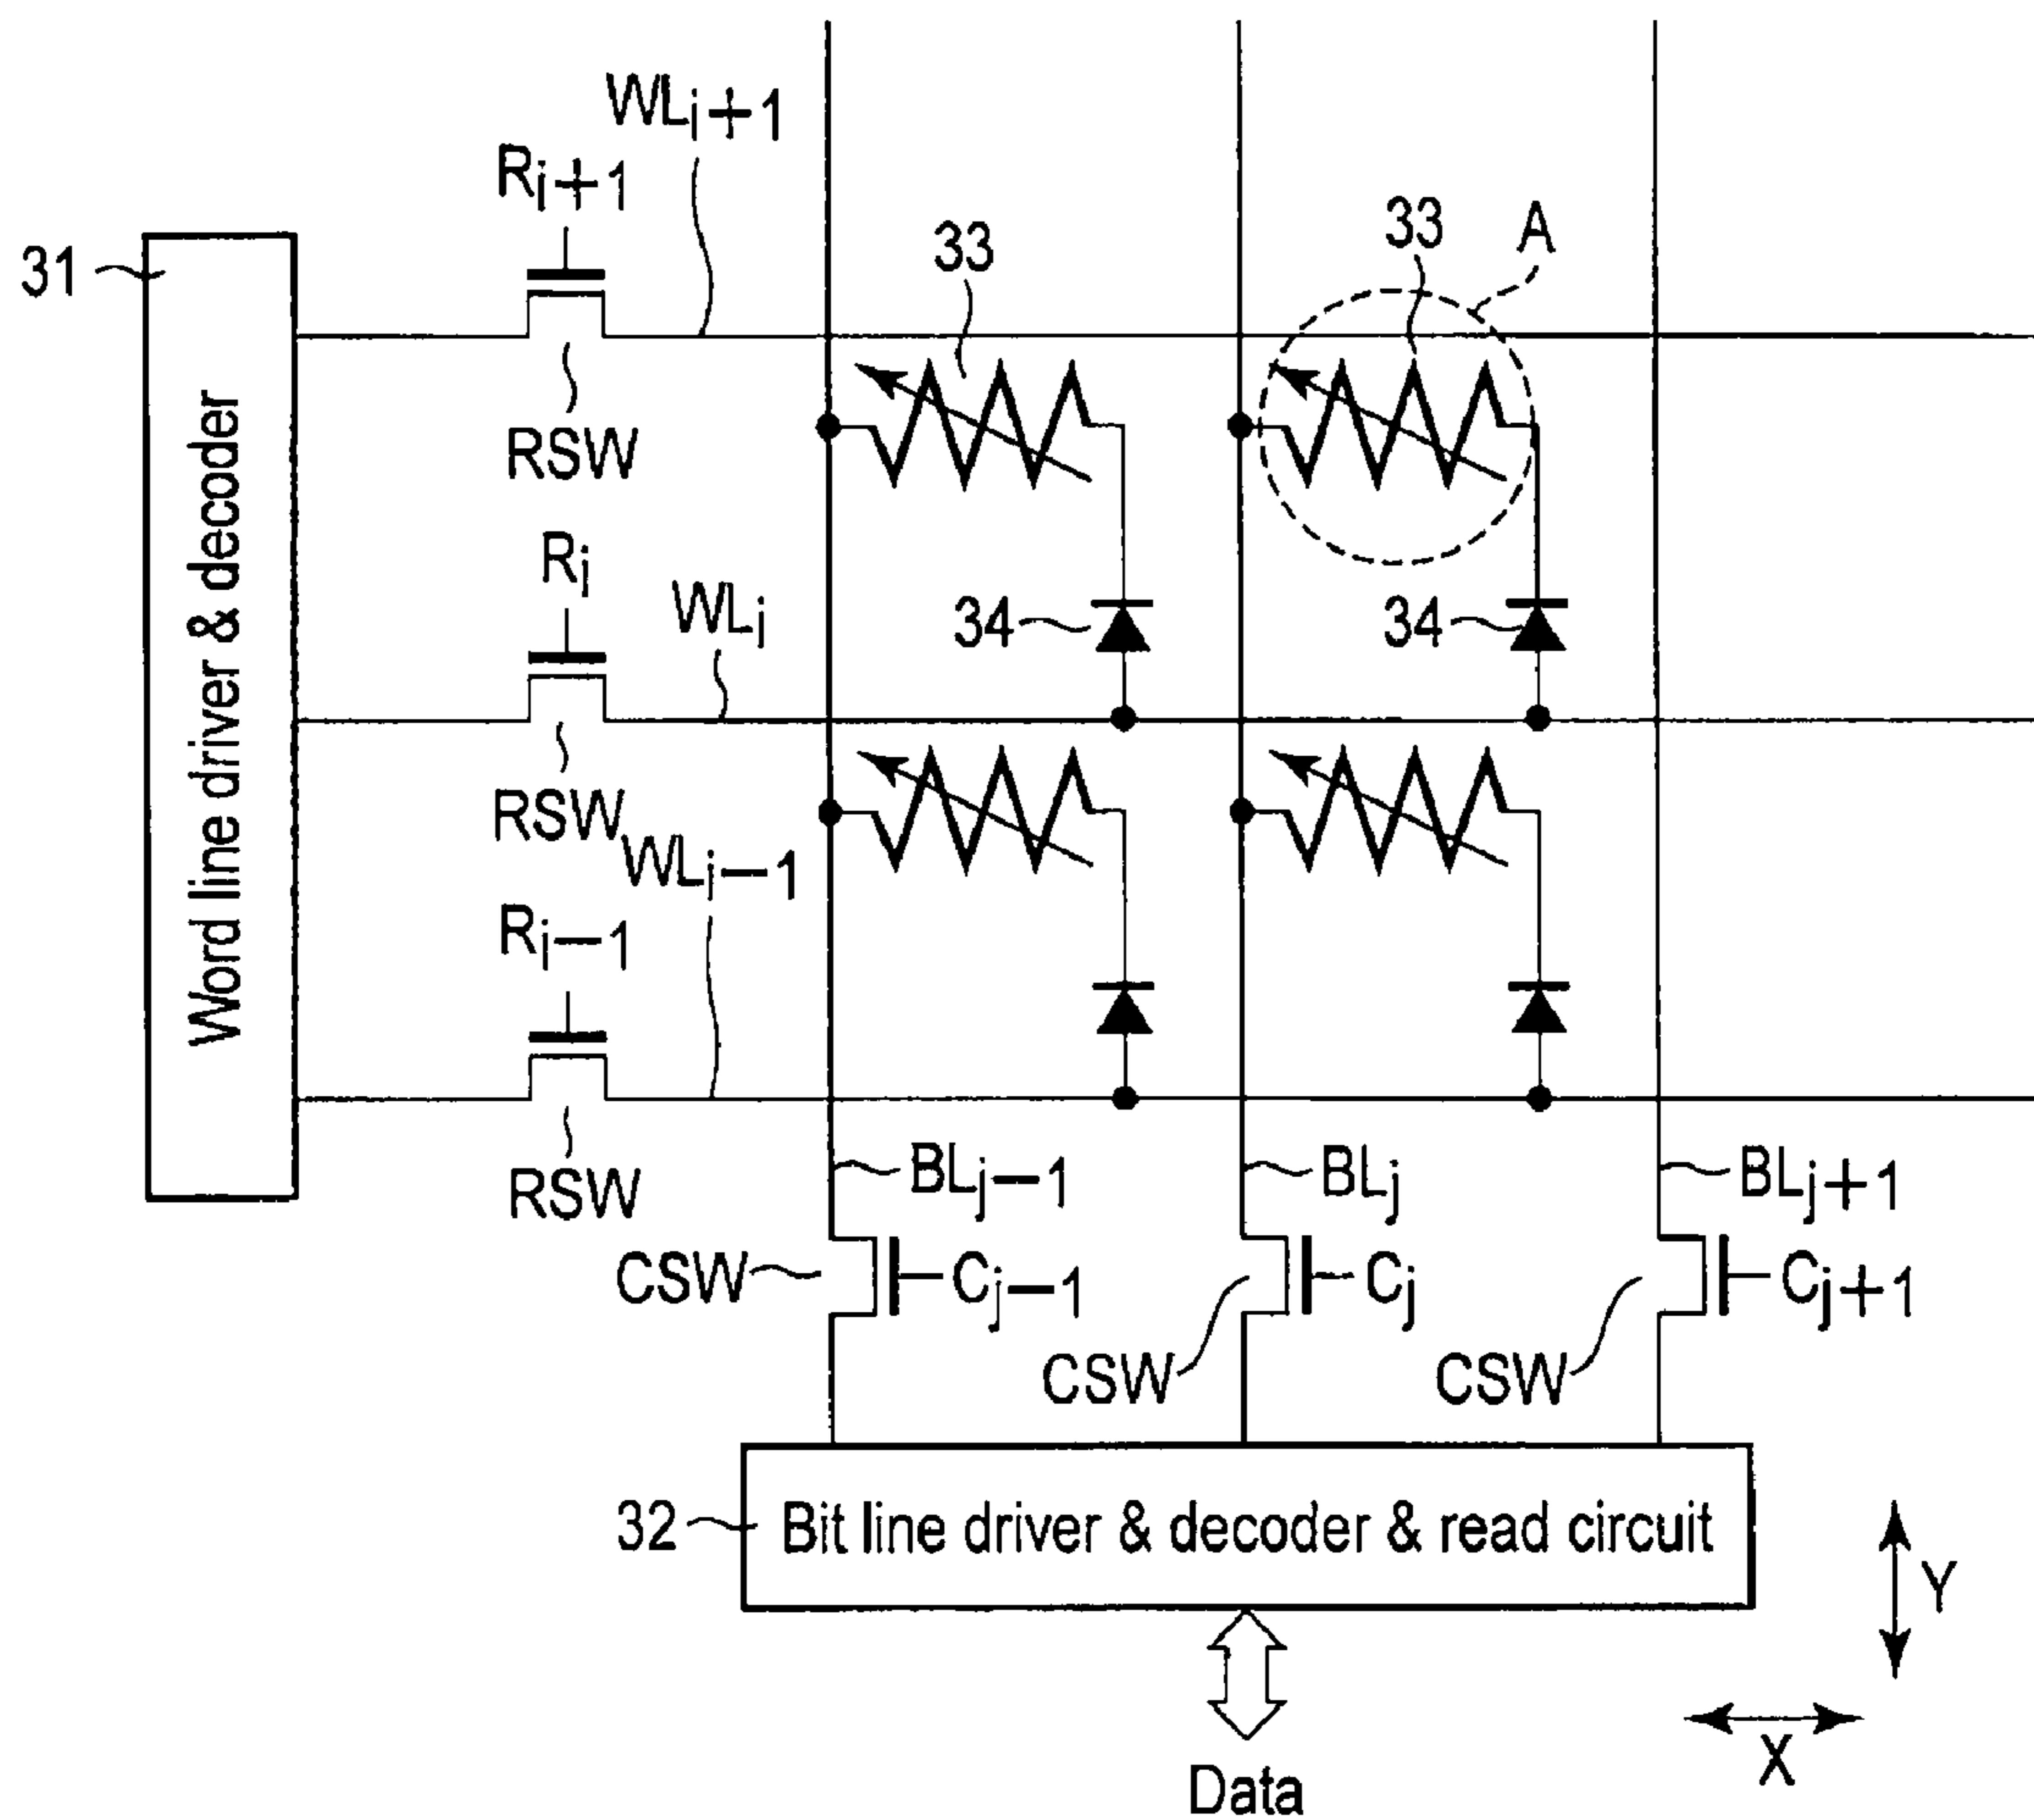 WLi+1
Ri+1
33
33
A
31
RSW
Word line driver & decoder
Ri
WLi
34
34
RSW
WLi−1
Ri−1
RSW
BLj−1
BLj
BLj+1
CSW
Cj−1
Cj
Cj+1
CSW
CSW
32
Bit line driver & decoder & read circuit
Y
X
Data